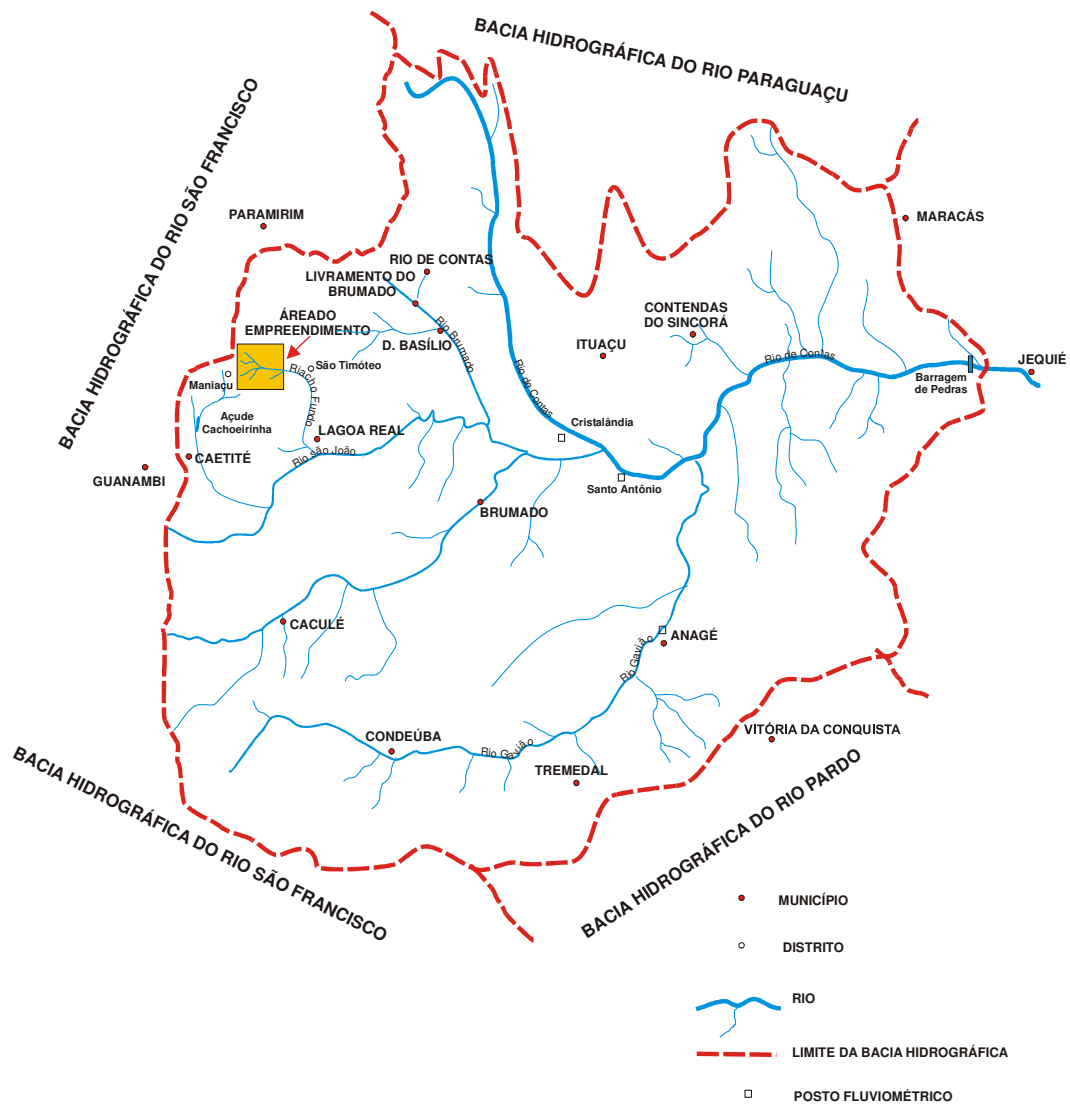 BACIA HIDROGRÁFICA DO RIO PARAGUAÇU
BACIA HIDROGRÁFICA DO RIO SÃO FRANCISCO
PARAMIRIM
MARACÁS
RIO DE CONTAS
LIVRAMENTO DO
BRUMADO
ÁREADO
EMPREENDIMENTO
D. BASÍLIO
Rio Brumado
CONTENDAS
DO SINCORÁ
ITUAÇU
Rio de Contas
Rio de Contas
JEQUIÉ
Barragem
de Pedras
São Timóteo
Maniaçu
Riacho Fundo
Açude
Cachoeirinha
LAGOA REAL
Rio são João
Cristalândia
CAETITÉ
GUANAMBI
Santo Antônio
BRUMADO
CACULÉ
ANAGÉ
Rio Gavião
VITÓRIA DA CONQUISTA
CONDEÚBA
Rio Gavião
TREMEDAL
BACIA HIDROGRÁFICA DO RIO SÃO FRANCISCO
BACIA HIDROGRÁFICA DO RIO PARDO
MUNICÍPIO
DISTRITO
RIO
LIMITE DA BACIA HIDROGRÁFICA
POSTO FLUVIOMÉTRICO